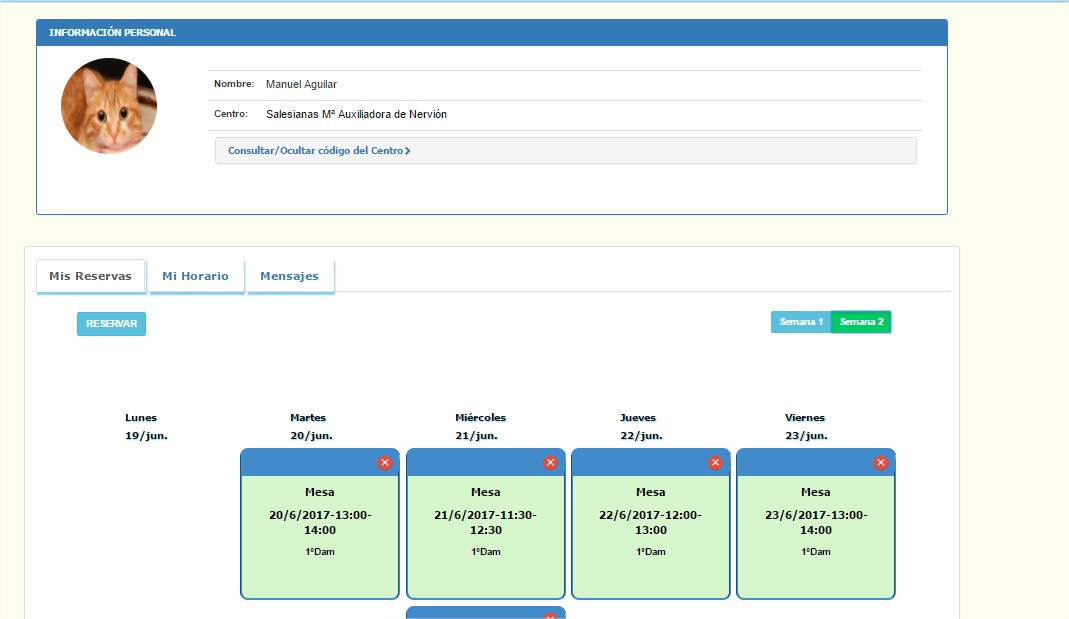 INFORMACIÓN PERSONAL
Nombre: Manuel Aguilar
Centro: Salesianas Mª Auxiliadora de Nervión
Consultar/Ocultar código del Centro
Mis Reservas Mi Horario Mensajes
RESERVAR Semana 1 Semana 2
Lunes Martes Miércoles Jueves Viernes
19/jun. 20/jun. 21/jun. 22/jun. 23/jun.
Mesa Mesa Mesa Mesa
20/6/2017-13:00- 21/6/2017-11:30- 22/6/2017-12:00- 23/6/2017-13:00-
14:00 12:30 13:00 14:00
1ºDam 1ºDam 1ºDam 1ºDam